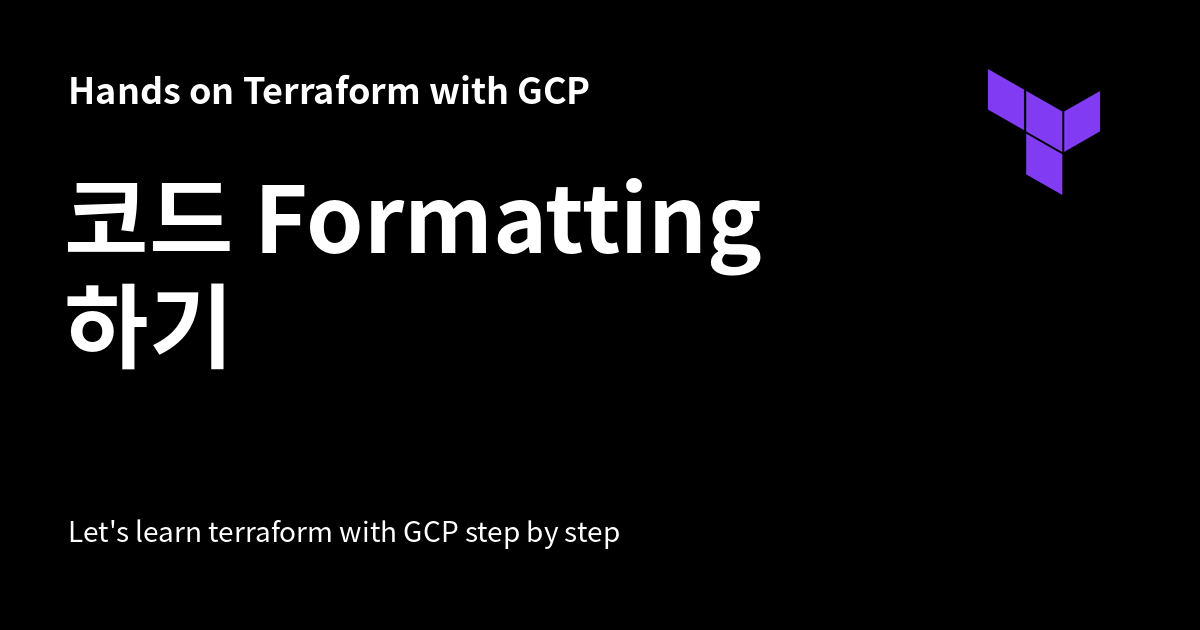 Hands on Terraform with GCP
코드 Formatting
하기
Let's learn terraform with GCP step by step